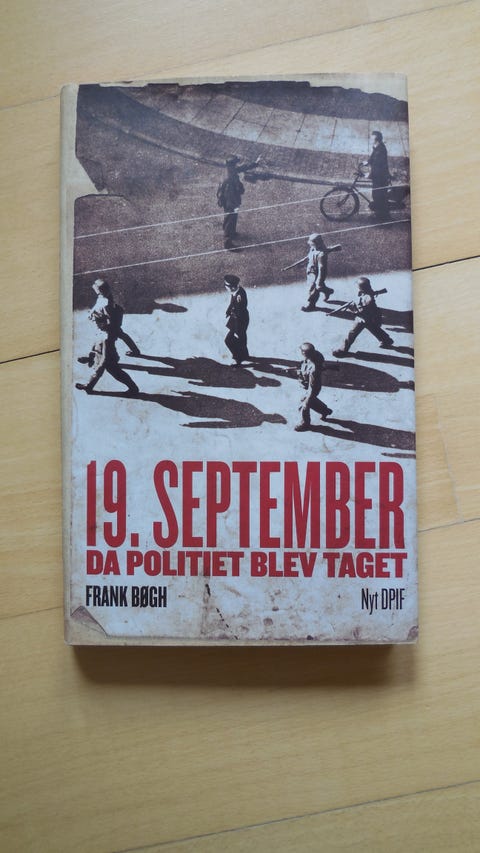 19. SEPTEMBER
DA POLITIET BLEV TAGET
FRANK BØGH Nyt DPIF